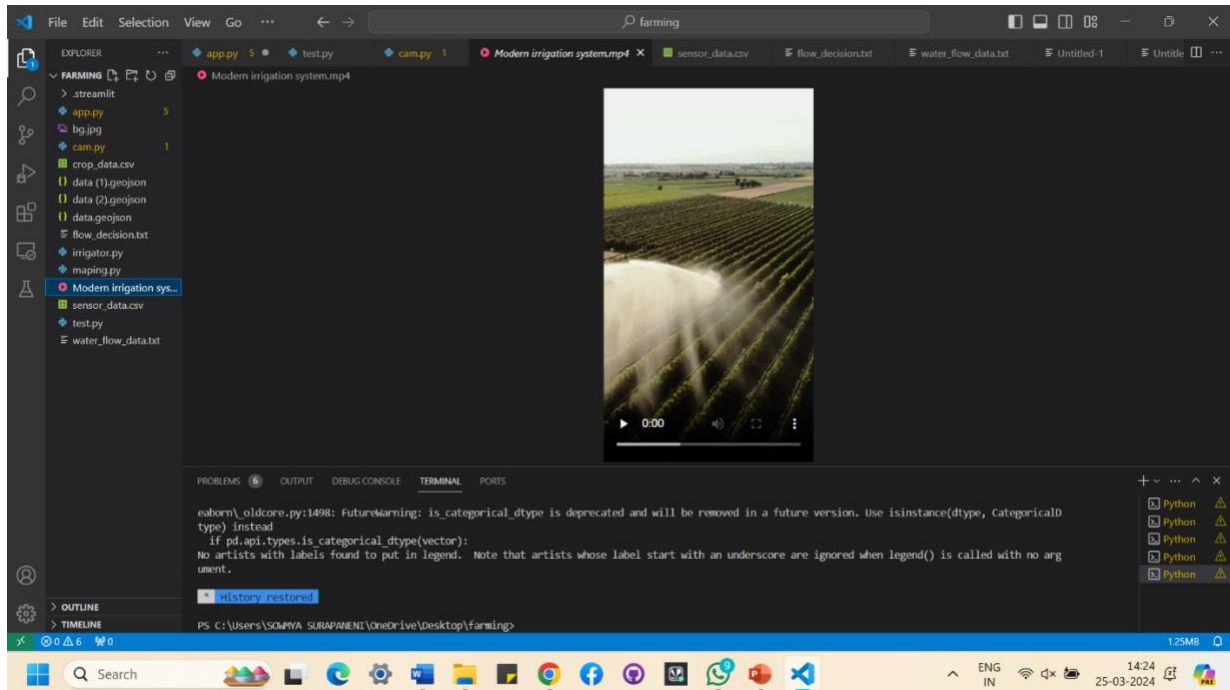 File Edit Selection View Go ··· farming
EXPLORER ···
app.py 5
test.py
cam.py 1
Modern irrigation system.mp4
sensor_data.csv
flow_decision.txt
water_flow_data.txt
Untitled-1
Untitle
FARMING
Modern irrigation system.mp4
.streamlit
app.py 5
bg.jpg
cam.py 1
crop_data.csv
data (1).geojson
data (2).geojson
data.geojson
flow_decision.txt
irrigator.py
maping.py
Modern irrigation sys...
sensor_data.csv
test.py
water_flow_data.txt
0:00
PROBLEMS 6 OUTPUT DEBUG CONSOLE TERMINAL PORTS
eaborn\_oldcore.py:1498: FutureWarning: is_categorical_dtype is deprecated and will be removed in a future version. Use isinstance(dtype, CategoricalD
type) instead
if pd.api.types.is_categorical_dtype(vector):
No artists with labels found to put in legend. Note that artists whose label start with an underscore are ignored when legend() is called with no arg
ument.
* History restored
PS C:\Users\SOWMYA SURAPANENI\OneDrive\Desktop\farming>
Python
Python
Python
Python
Python
OUTLINE
TIMELINE
0 6 0 1.25MB
Search
9
ENG
IN
14:24
25-03-2024
PRE